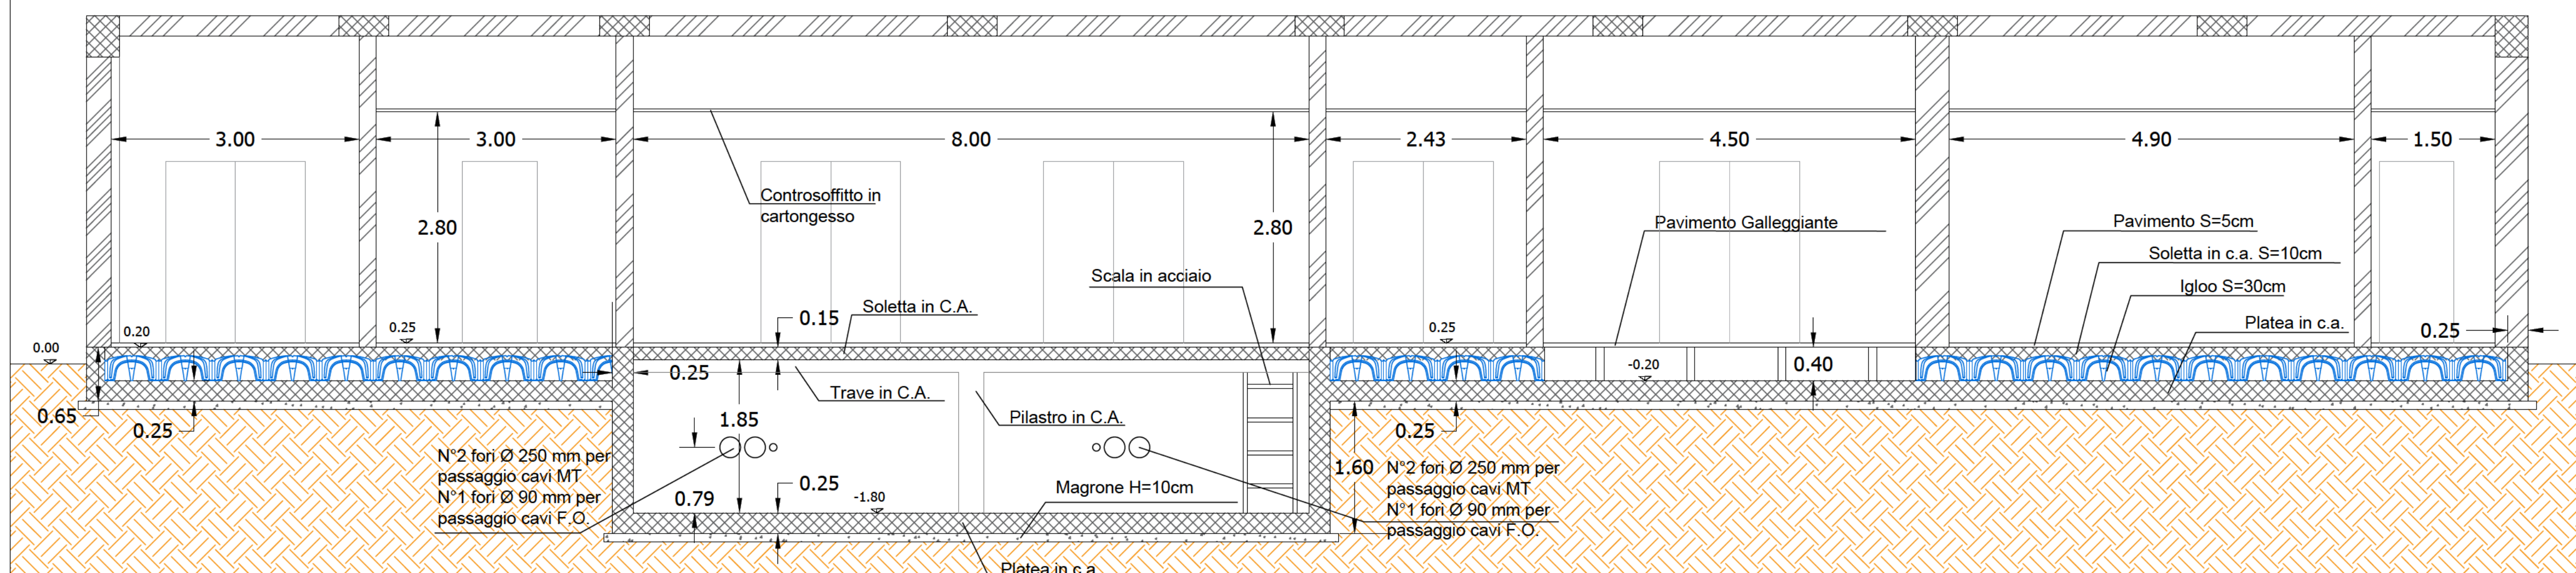 3.00
3.00
8.00
2.43
4.50
4.90
1.50
Controsoffitto in
cartongesso
2.80
2.80
Pavimento Galleggiante
Pavimento S=5cm
Soletta in c.a. S=10cm
Igloo S=30cm
Platea in c.a.
Scala in acciaio
Soletta in C.A.
0.15
0.00
0.20
0.25
0.25
0.25
-0.20
0.40
0.25
Trave in C.A.
Pilastro in C.A.
0.65
0.25
1.85
0.25
N°2 fori Ø 250 mm per
passaggio cavi MT
N°1 fori Ø 90 mm per
passaggio cavi F.O.
0.79
0.25
-1.80
Magrone H=10cm
1.60
N°2 fori Ø 250 mm per
passaggio cavi MT
N°1 fori Ø 90 mm per
passaggio cavi F.O.
Platea in c.a.